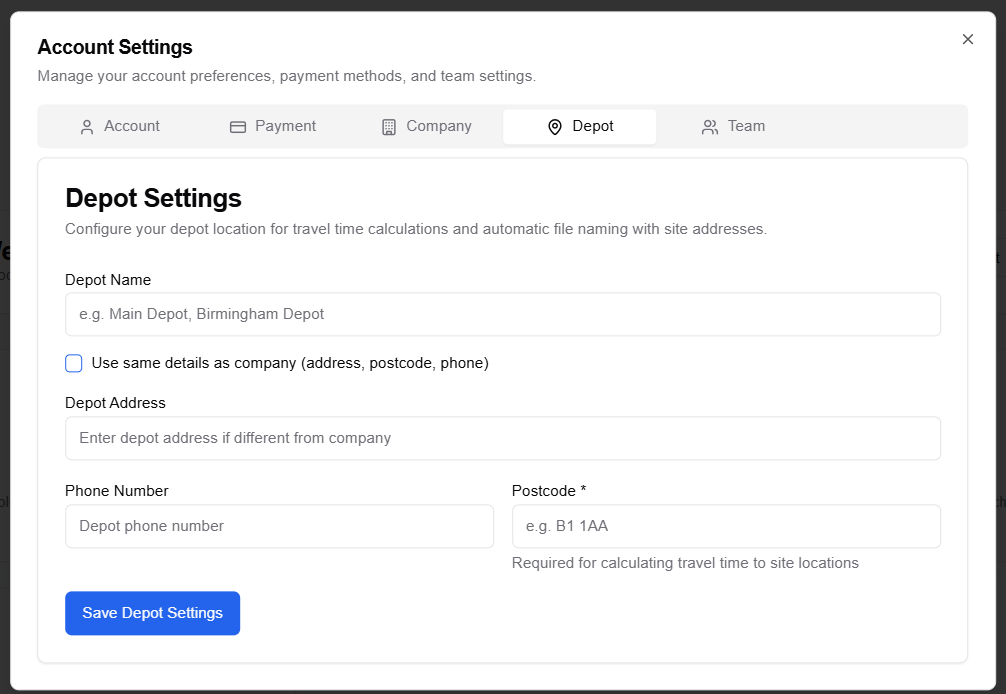 Account Settings
Manage your account preferences, payment methods, and team settings.
Account
Payment
Company
Depot
Team
Depot Settings
Configure your depot location for travel time calculations and automatic file naming with site addresses.
Depot Name
e.g. Main Depot, Birmingham Depot
Use same details as company (address, postcode, phone)
Depot Address
Enter depot address if different from company
Phone Number
Postcode *
Depot phone number
e.g. B1 1AA
Required for calculating travel time to site locations
Save Depot Settings